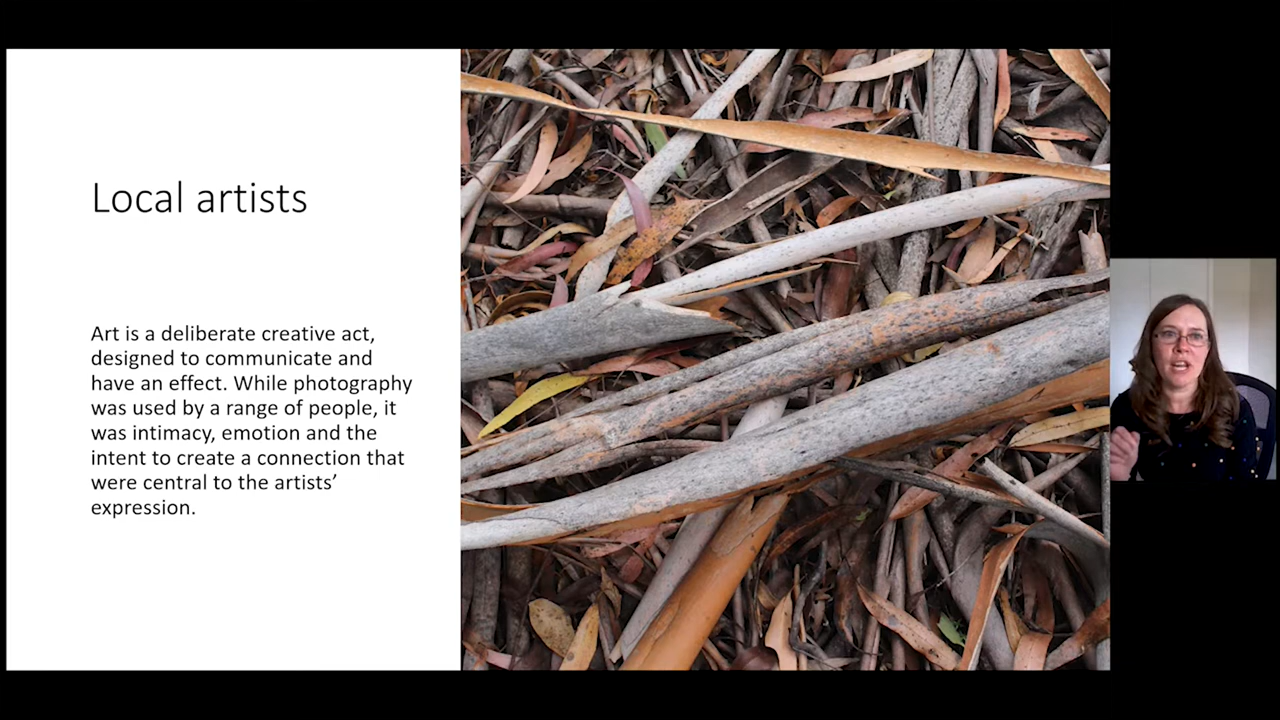 Local artists
Art is a deliberate creative act,
designed to communicate and
have an effect. While photography
was used by a range of people, it
was intimacy, emotion and the
intent to create a connection that
were central to the artists’
expression.